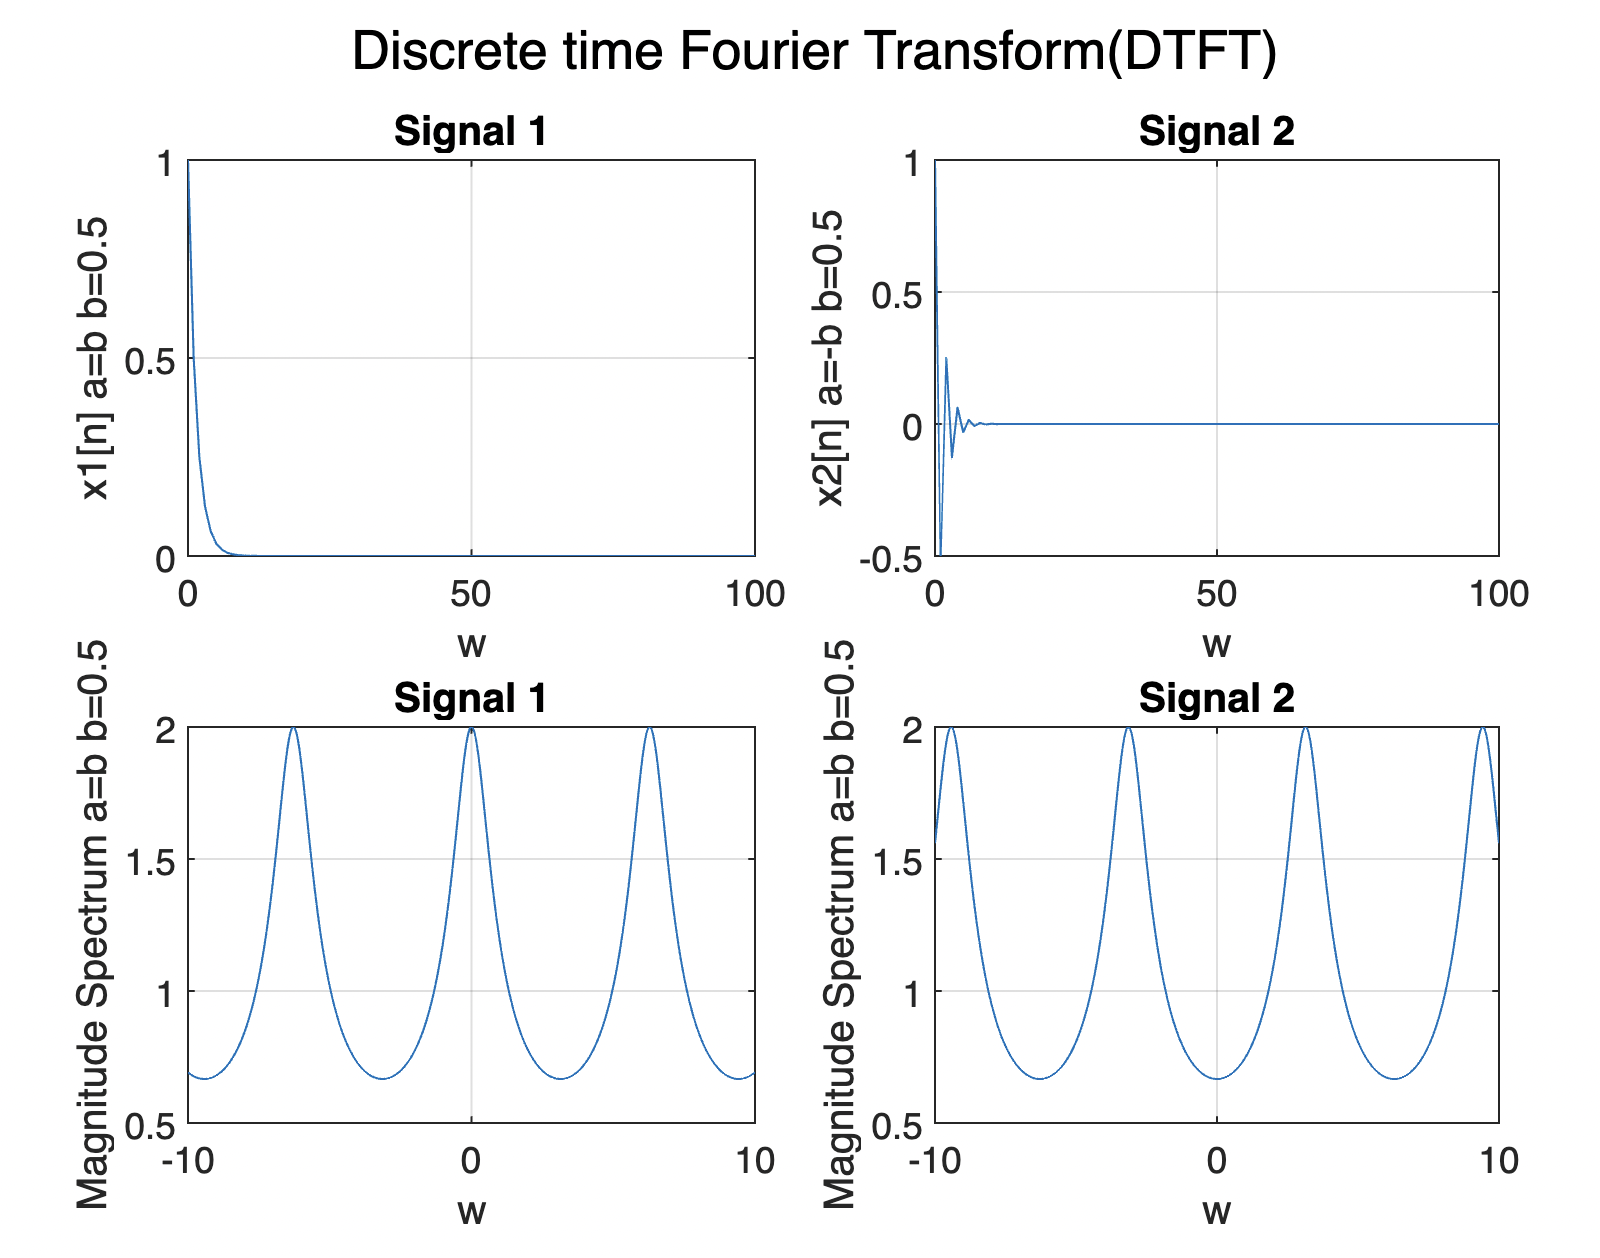 Discrete time Fourier Transform(DTFT)
Signal 1
x1[n] a=b b=0.5
1
0.5
0
0
50
100
w
Signal 2
x2[n] a=-b b=0.5
1
0.5
0
-0.5
0
50
100
w
Signal 1
Magnitude Spectrum a=b b=0.5
2
1.5
1
0.5
-10
0
10
w
Signal 2
Magnitude Spectrum a=b b=0.5
2
1.5
1
0.5
-10
0
10
w